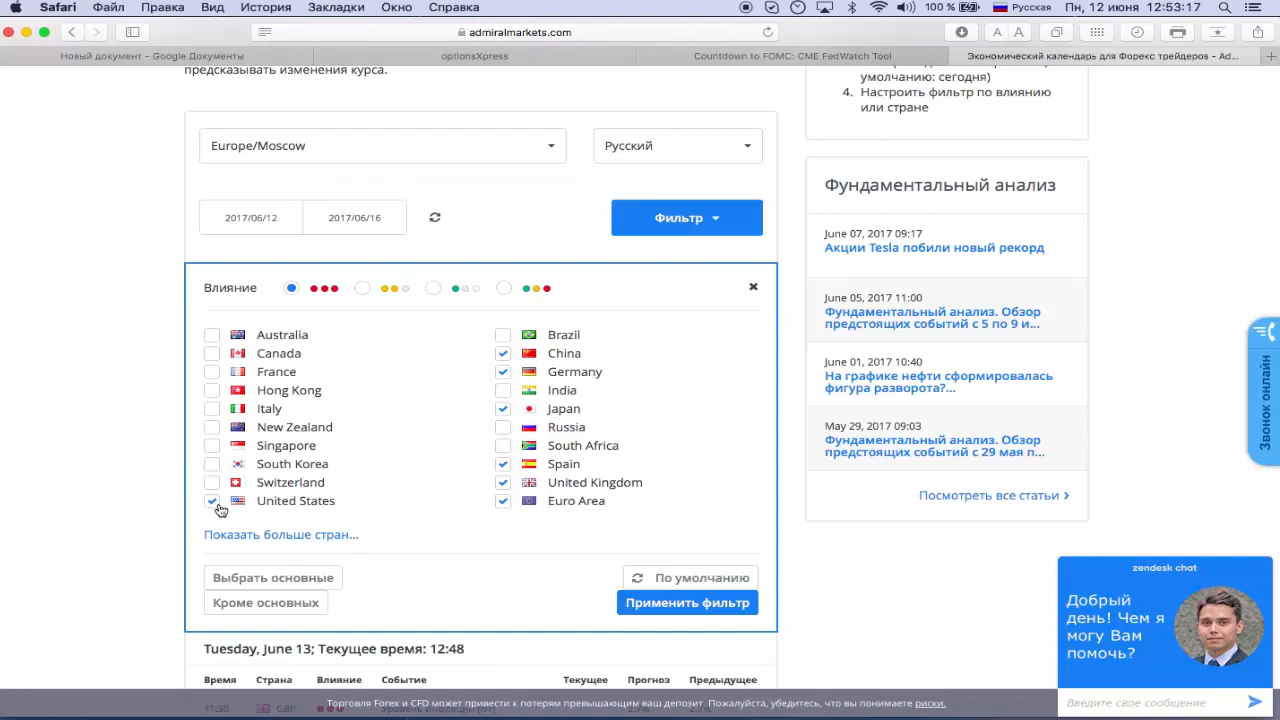 Safari Файл Правка Вид История Закладки Окно Справка 100 % Русская Пн, 12 июня 12:53:17
admiralmarkets.com A A
Новый документ - Google Документы optionsXpress Countdown to FOMC: CME FedWatch Tool Экономический календарь для Форекс трейдеров - Ad...
предсказывать изменения курса.
умолчанию: сегодня)
4. Настроить фильтр по влиянию
или стране
Europe/Moscow Русский
2017/06/12 2017/06/16 Фильтр
Влияние
Australia Brazil
Canada China
France Germany
Hong Kong India
Italy Japan
New Zealand Russia
Singapore South Africa
South Korea Spain
Switzerland United Kingdom
United States Euro Area
Показать больше стран...
Выбрать основные По умолчанию
Кроме основных Применить фильтр
Tuesday, June 13; Текущее время: 12:48
Время Страна Влияние Событие Текущее Прогноз Предыдущее
11:30 GBP
Фундаментальный анализ
June 07, 2017 09:17
Акции Tesla побили новый рекорд
June 05, 2017 11:00
Фундаментальный анализ. Обзор
предстоящих событий с 5 по 9 и...
June 01, 2017 10:40
На графике нефти сформировалась
фигура разворота?...
May 29, 2017 09:03
Фундаментальный анализ. Обзор
предстоящих событий с 29 мая п...
Посмотреть все статьи
Звонок онлайн
zendesk chat
Добрый
день! Чем я
могу Вам
помочь?
Введите свое сообщение
Торговля Forex и CFD может привести к потерям превышающим ваш депозит. Пожалуйста, убедитесь, что вы понимаете риски.